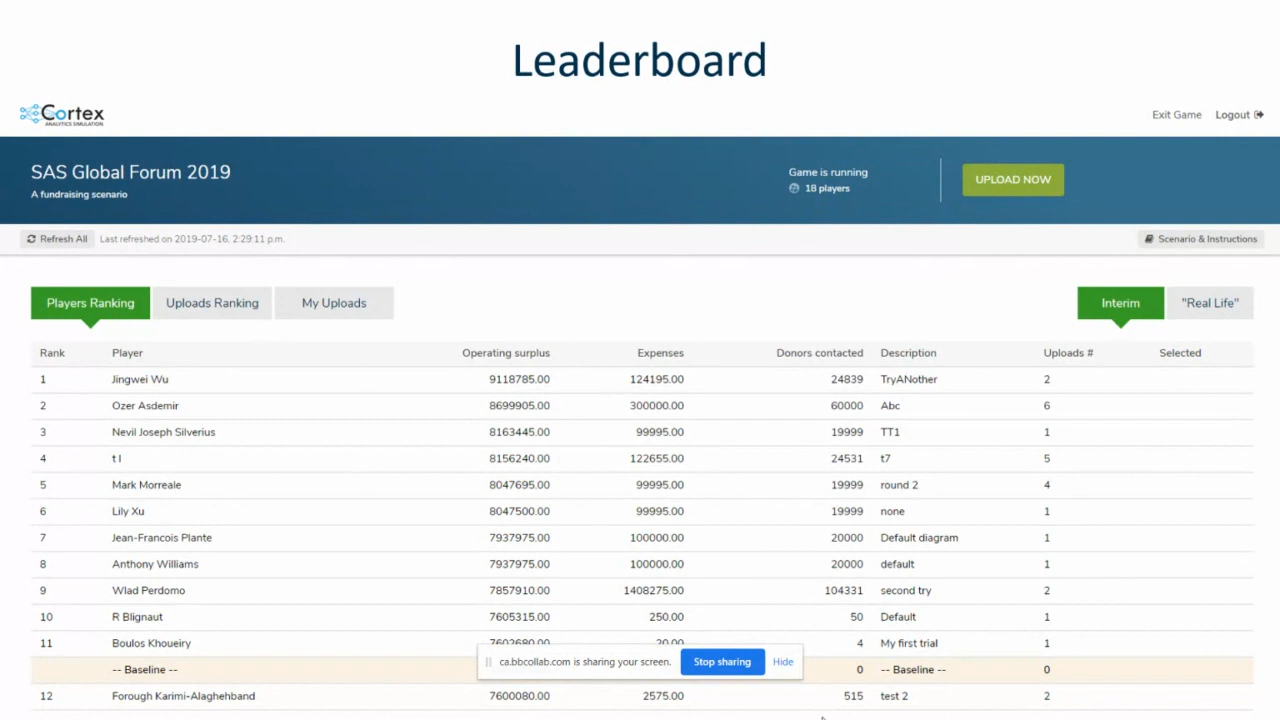 Leaderboard
Cortex
ANALYTICS SIMULATION
Exit Game Logout
SAS Global Forum 2019
A fundraising scenario
Game is running
18 players
UPLOAD NOW
Refresh All Last refreshed on 2019-07-16, 2:29:11 p.m.
Scenario & Instructions
Players Ranking Uploads Ranking My Uploads Interim "Real Life"
Rank Player Operating surplus Expenses Donors contacted Description Uploads # Selected
1 Jingwei Wu 9118785.00 124195.00 24839 TryANother 2
2 Ozer Asdemir 8699905.00 300000.00 60000 Abc 6
3 Nevil Joseph Silverius 8163445.00 99995.00 19999 TT1 1
4 t l 8156240.00 122655.00 24531 t7 5
5 Mark Morreale 8047695.00 99995.00 19999 round 2 4
6 Lily Xu 8047500.00 99995.00 19999 none 1
7 Jean-Francois Plante 7937975.00 100000.00 20000 Default diagram 1
8 Anthony Williams 7937975.00 100000.00 20000 default 1
9 Wlad Perdomo 7857910.00 1408275.00 104331 second try 2
10 R Blignaut 7605315.00 250.00 50 Default 1
11 Boulos Khoueiry 7602680.00 20.00 4 My first trial 1
-- Baseline -- 0 -- Baseline -- 0
ca.bbcollab.com is sharing your screen. Stop sharing Hide
12 Forough Karimi-Alaghehband 7600080.00 2575.00 515 test 2 2